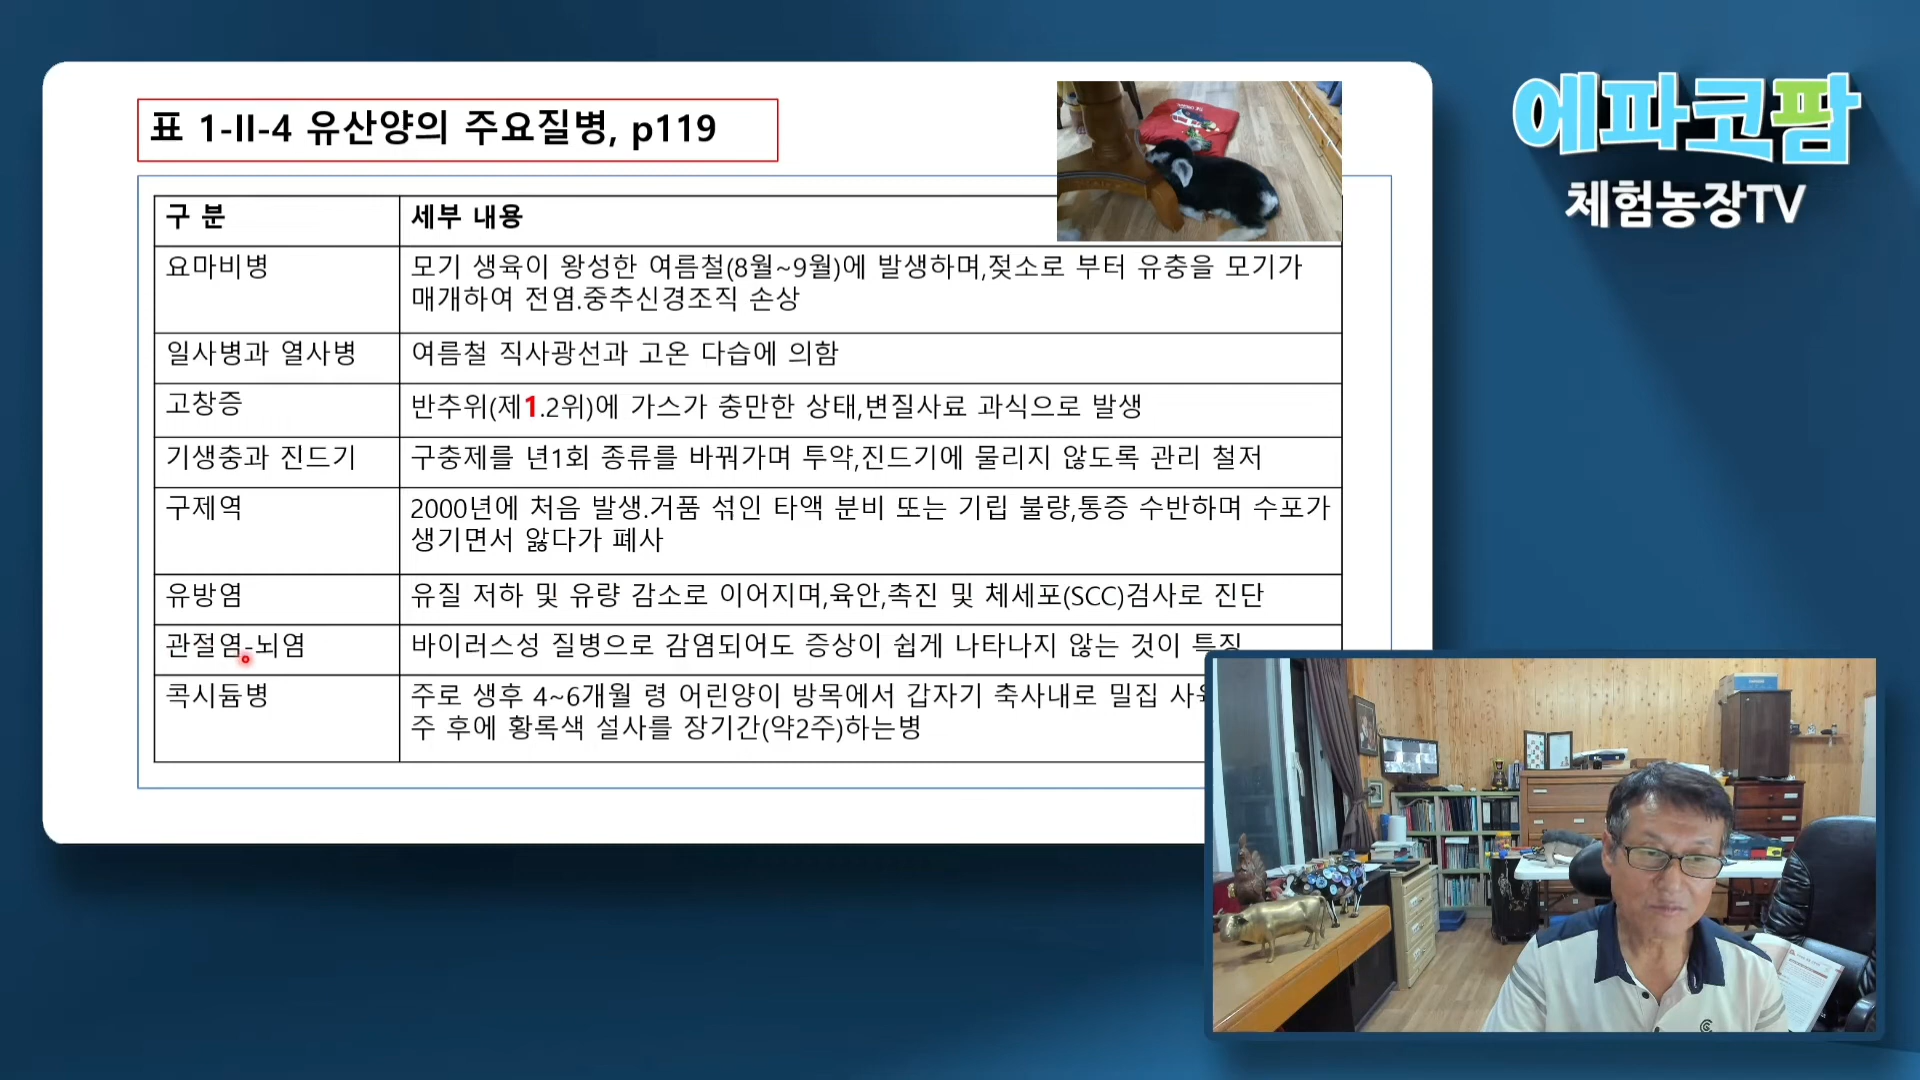 표 1-II-4 유산양의 주요질병, p119
에파코팜
체험농장TV
구 분
세부 내용
요마비병
모기 생육이 왕성한 여름철(8월~9월)에 발생하며,젖소로 부터 유충을 모기가
매개하여 전염.중추신경조직 손상
일사병과 열사병
여름철 직사광선과 고온 다습에 의함
고창증
반추위(제1.2위)에 가스가 충만한 상태,변질사료 과식으로 발생
기생충과 진드기
구충제를 년1회 종류를 바꿔가며 투약,진드기에 물리지 않도록 관리 철저
구제역
2000년에 처음 발생.거품 섞인 타액 분비 또는 기립 불량,통증 수반하며 수포가
생기면서 앓다가 폐사
유방염
유질 저하 및 유량 감소로 이어지며,육안,촉진 및 체세포(SCC)검사로 진단
관절염-뇌염
바이러스성 질병으로 감염되어도 증상이 쉽게 나타나지 않는 것이 특징
콕시듐병
주로 생후 4~6개월 령 어린양이 방목에서 갑자기 축사내로 밀집
주 후에 황록색 설사를 장기간(약2주)하는병